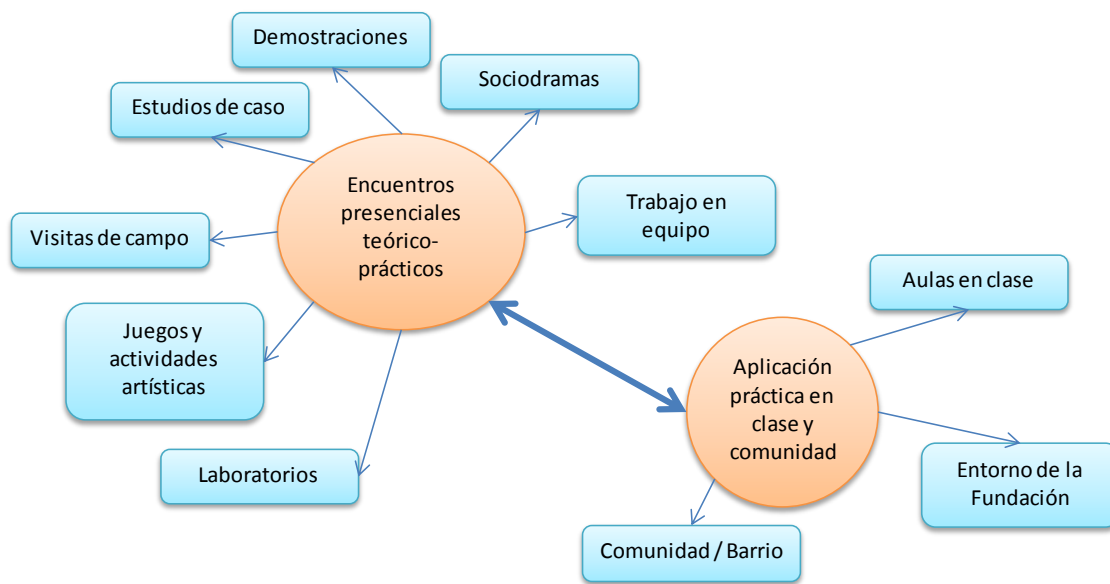 Demostraciones
Sociodramas
Estudios de caso
Encuentros
presenciales
teórico-
prácticos
Trabajo en
equipo
Visitas de campo
Aulas en clase
Juegos y
actividades
artísticas
Aplicación
práctica en
clase y
comunidad
Laboratorios
Entorno de la
Fundación
Comunidad / Barrio